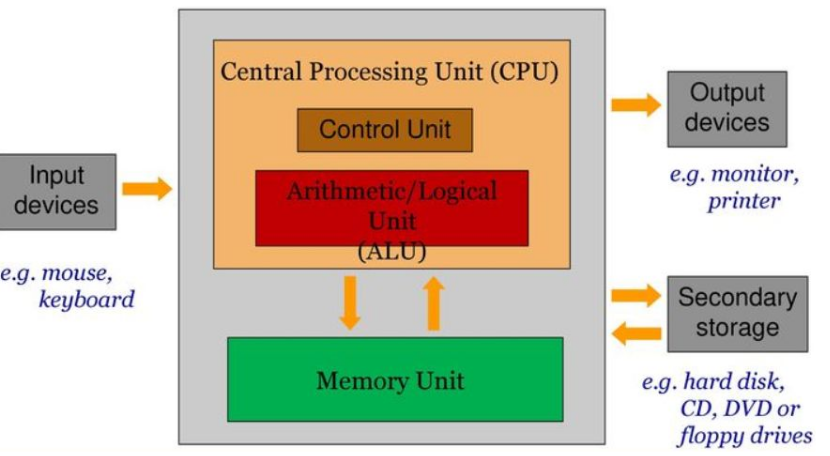 Central Processing Unit (CPU)
Control Unit
Arithmetic/Logical
Unit
(ALU)
Memory Unit
Input
devices
e.g. mouse,
keyboard
Output
devices
e.g. monitor,
printer
Secondary
storage
e.g. hard disk,
CD, DVD or
floppy drives